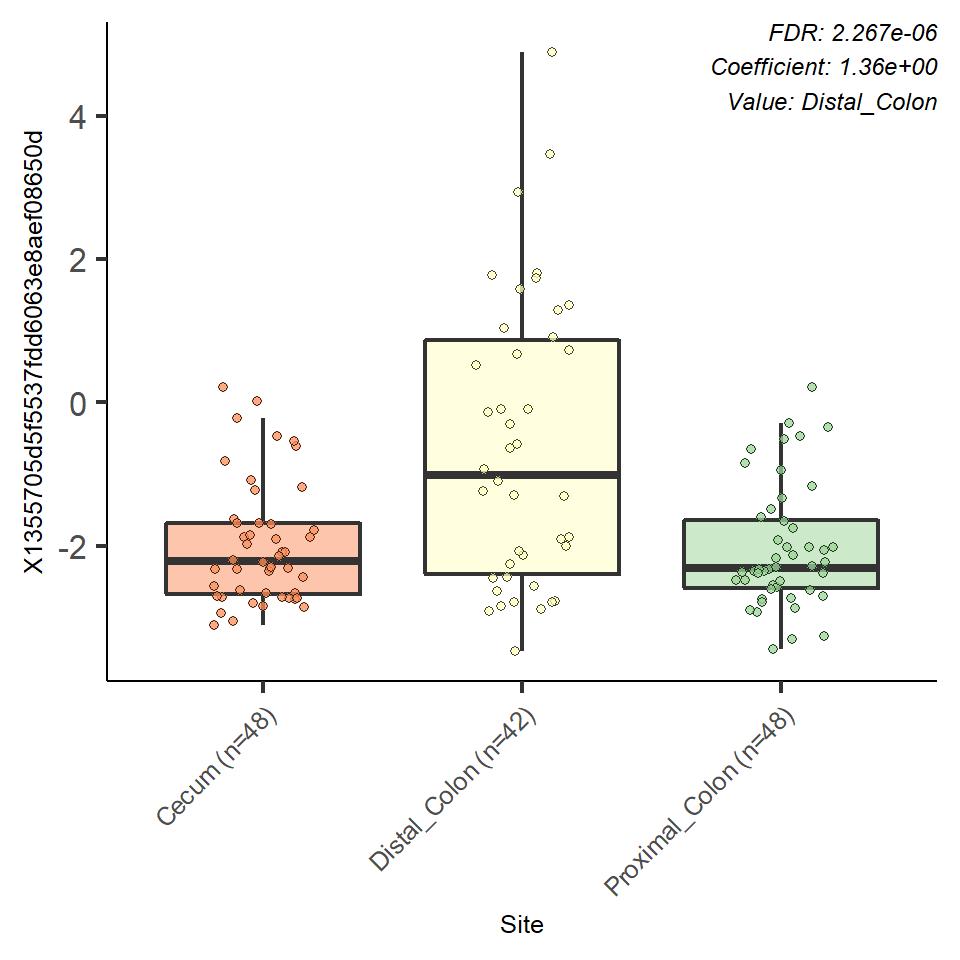 FDR: 2.267e-06
Coefficient: 1.36e+00
Value: Distal_Colon
X1355705d5f5537fdd6063e8aef08650d
4
2
0
-2
Cecum (n=48)
Distal_Colon (n=42)
Proximal_Colon (n=48)
Site